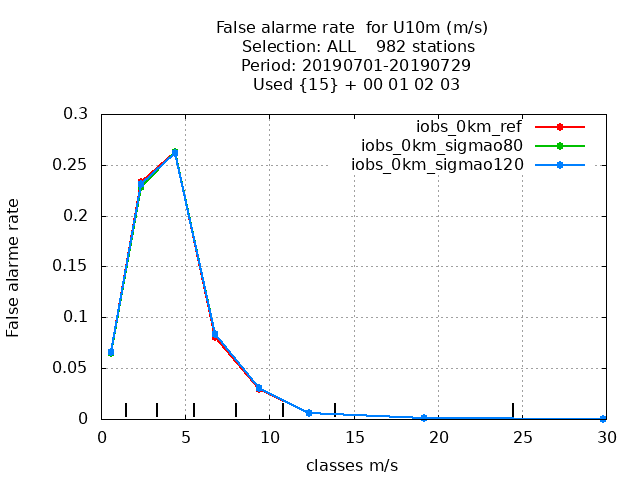 False alarme rate  for U10m (m/s)
Selection: ALL    982 stations
Period: 20190701-20190729
Used {15} + 00 01 02 03
iobs_0km_ref
iobs_0km_sigmao80
iobs_0km_sigmao120
False alarme rate
0.3
0.25
0.2
0.15
0.1
0.05
0
0 5 10 15 20 25 30
classes m/s